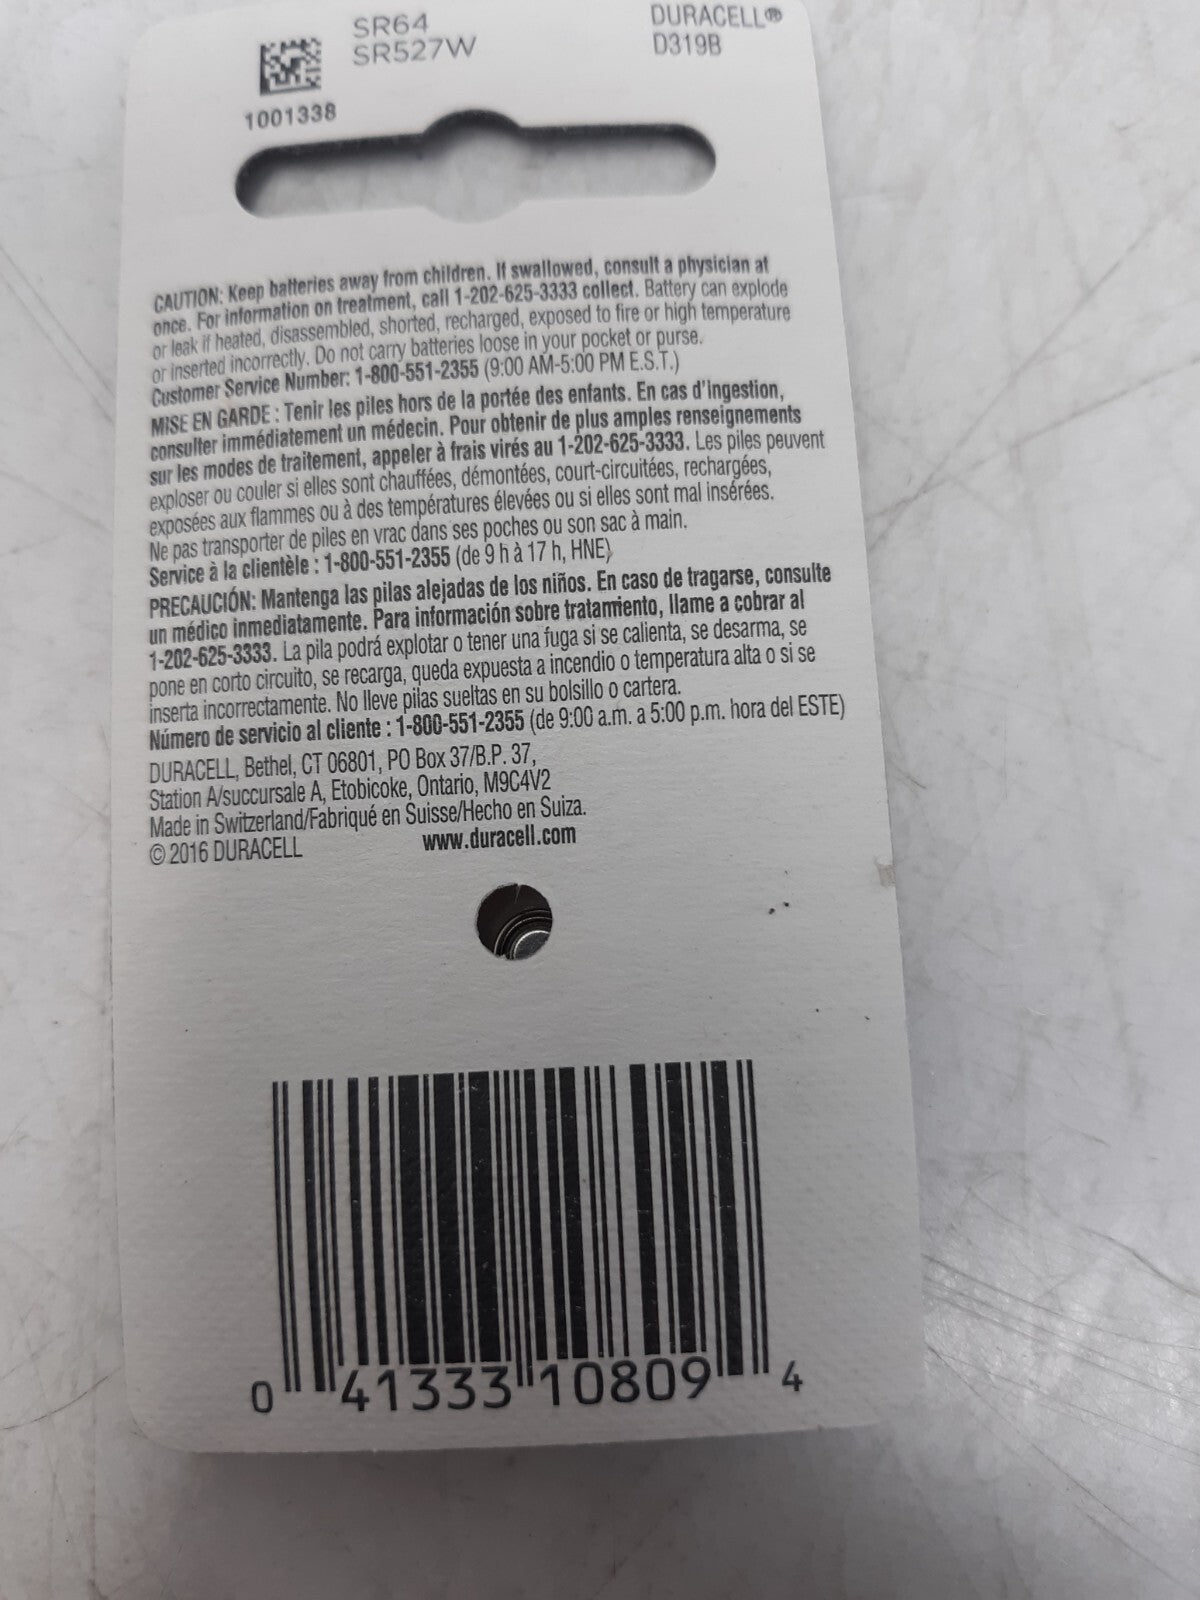 SR64
SR527W
DURACELL®
D319B
1001338
CAUTION: Keep batteries away from children. If swallowed, consult a physician at
once. For information on treatment, call 1-202-625-3333 collect. Battery can explode
or leak if heated, disassembled, shorted, recharged, exposed to fire or high temperature
or inserted incorrectly. Do not carry batteries loose in your pocket or purse.
Customer Service Number: 1-800-551-2355 (9:00 AM-5:00 PM E.S.T.)
MISE EN GARDE : Tenir les piles hors de la portée des enfants. En cas d'ingestion,
consulter immédiatement un médecin. Pour obtenir de plus amples renseignements
sur les modes de traitement, appeler à frais virés au 1-202-625-3333. Les piles peuvent
exploser ou couler si elles sont chauffées, démontées, court-circuitées, rechargées,
exposées aux flammes ou à des températures élevées ou si elles sont mal insérées.
Ne pas transporter de piles en vrac dans ses poches ou son sac à main.
Service à la clientèle : 1-800-551-2355 (de 9 h à 17 h, HNE)
PRECAUCIÓN: Mantenga las pilas alejadas de los niños. En caso de tragarse, consulte
un médico inmediatamente. Para información sobre tratamiento, llame a cobrar al
1-202-625-3333. La pila podrá explotar o tener una fuga si se calienta, se desarma, se
pone en corto circuito, se recarga, queda expuesta a incendio o temperatura alta o si se
inserta incorrectamente. No lleve pilas sueltas en su bolsillo o cartera.
Número de servicio al cliente : 1-800-551-2355 (de 9:00 a.m. a 5:00 p.m. hora del ESTE)
DURACELL, Bethel, CT 06801, PO Box 37/B.P. 37,
Station A/succursale A, Etobicoke, Ontario, M9C4V2
Made in Switzerland/Fabriqué en Suisse/Hecho en Suiza.
© 2016 DURACELL www.duracell.com
0 41333 10809 4